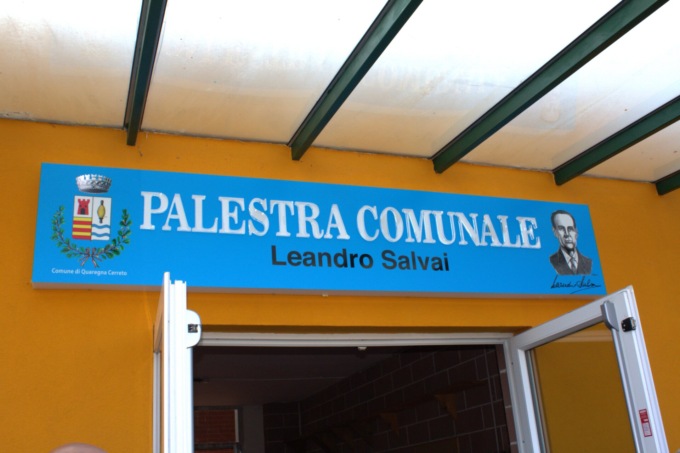 PALESTRA COMUNALE
Leandro Salvai
Comune di Quaregna Cerreto